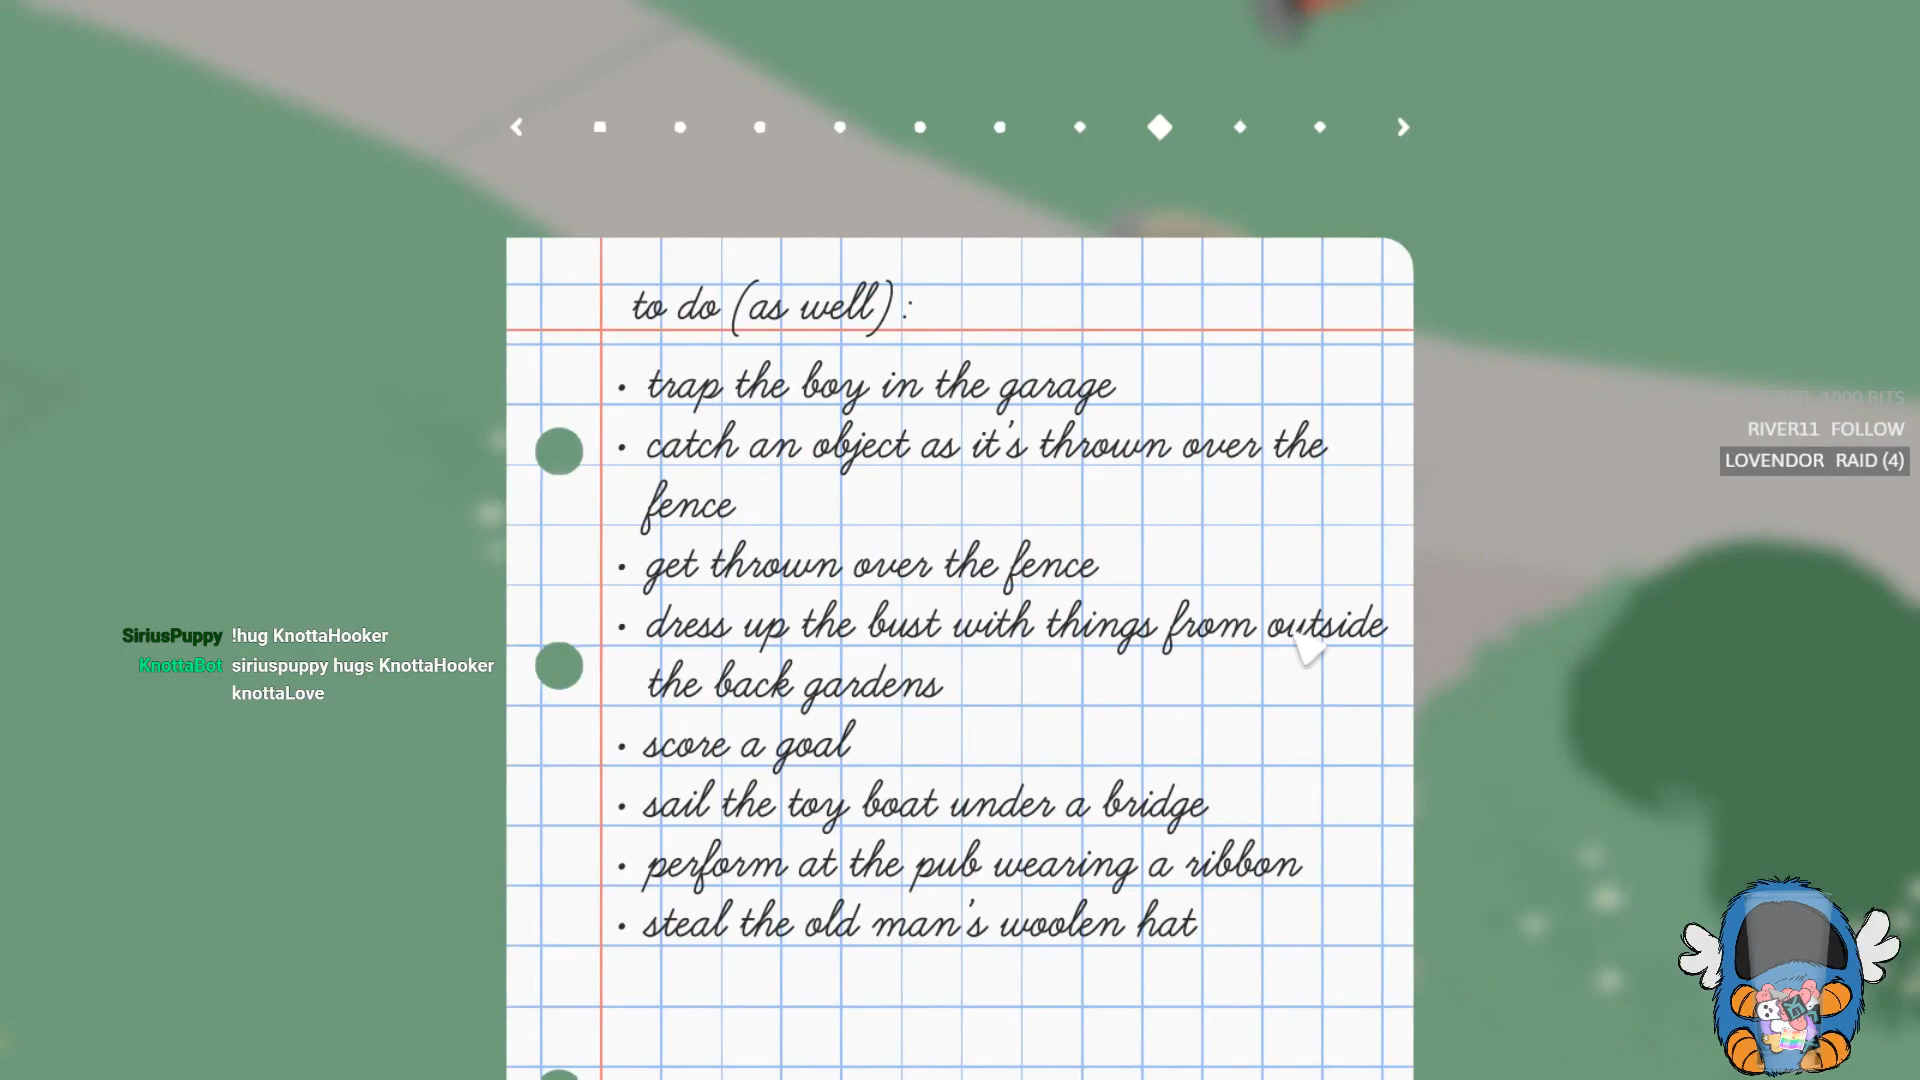 to do (as well):
• trap the boy in the garage
• catch an object as it's thrown over the
fence
• get thrown over the fence
• dress up the bust with things from outside
the back gardens
• score a goal
• sail the toy boat under a bridge
• perform at the pub wearing a ribbon
• steal the old man's woolen hat
SiriusPuppy !hug KnottaHooker
KnottaBot siriuspuppy hugs KnottaHooker
knottaLove
1000 BITS
RIVER11 FOLLOW
LOVENDOR RAID (4)